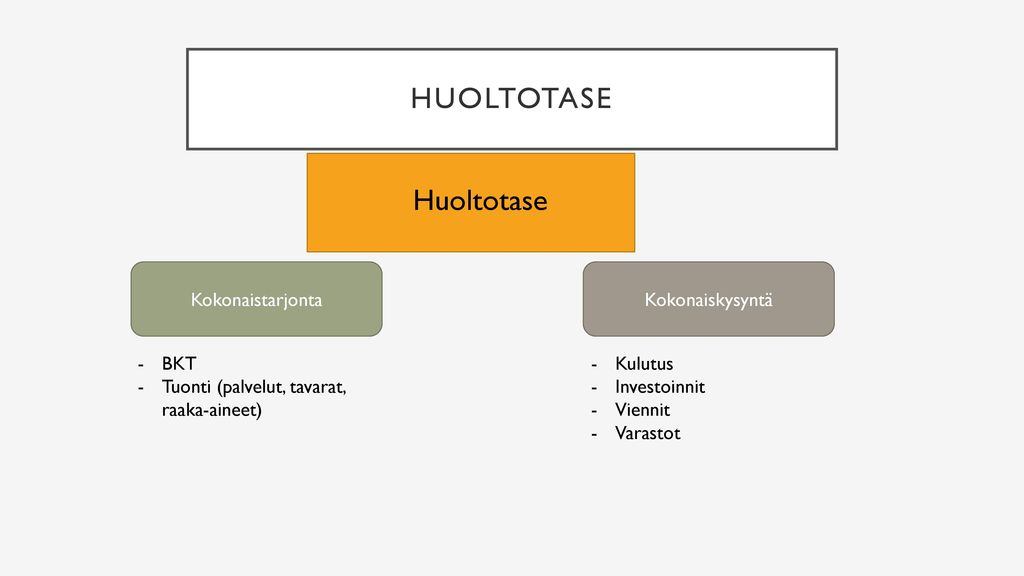 HUOLTOTASE
Huoltotase
Kokonaistarjonta
- BKT
- Tuonti (palvelut, tavarat,
raaka-aineet)
Kokonaiskysyntä
- Kulutus
- Investoinnit
- Viennit
- Varastot